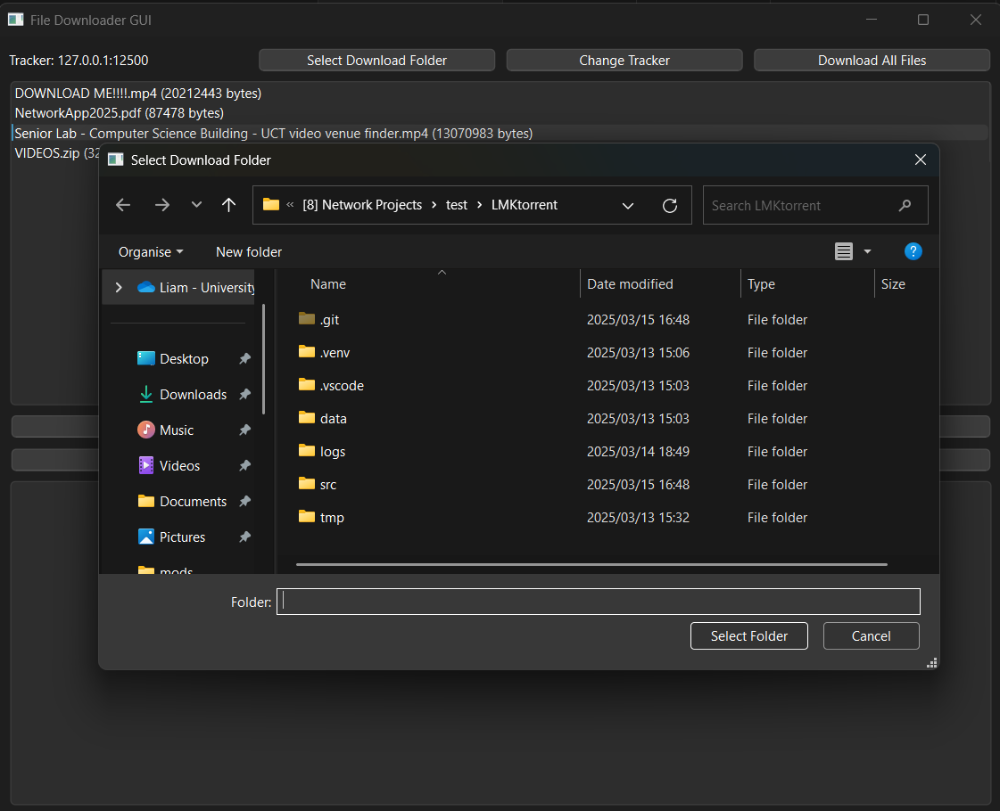 File Downloader GUI
Tracker: 127.0.0.1:12500 Select Download Folder Change Tracker Download All Files
DOWNLOAD ME!!!!.mp4 (20212443 bytes)
NetworkApp2025.pdf (87478 bytes)
Senior Lab - Computer Science Building - UCT video venue finder.mp4 (13070983 bytes)
VIDEOS.zip (32
Select Download Folder
« [8] Network Projects › test › LMKtorrent Search LMKtorrent
Organise New folder ?
Liam - University
Name Date modified Type Size
.git 2025/03/15 16:48 File folder
.venv 2025/03/13 15:06 File folder
.vscode 2025/03/13 15:03 File folder
data 2025/03/13 15:03 File folder
logs 2025/03/14 18:49 File folder
src 2025/03/15 16:48 File folder
tmp 2025/03/13 15:32 File folder
Desktop
Downloads
Music
Videos
Documents
Pictures
mods
Folder:
Select Folder Cancel